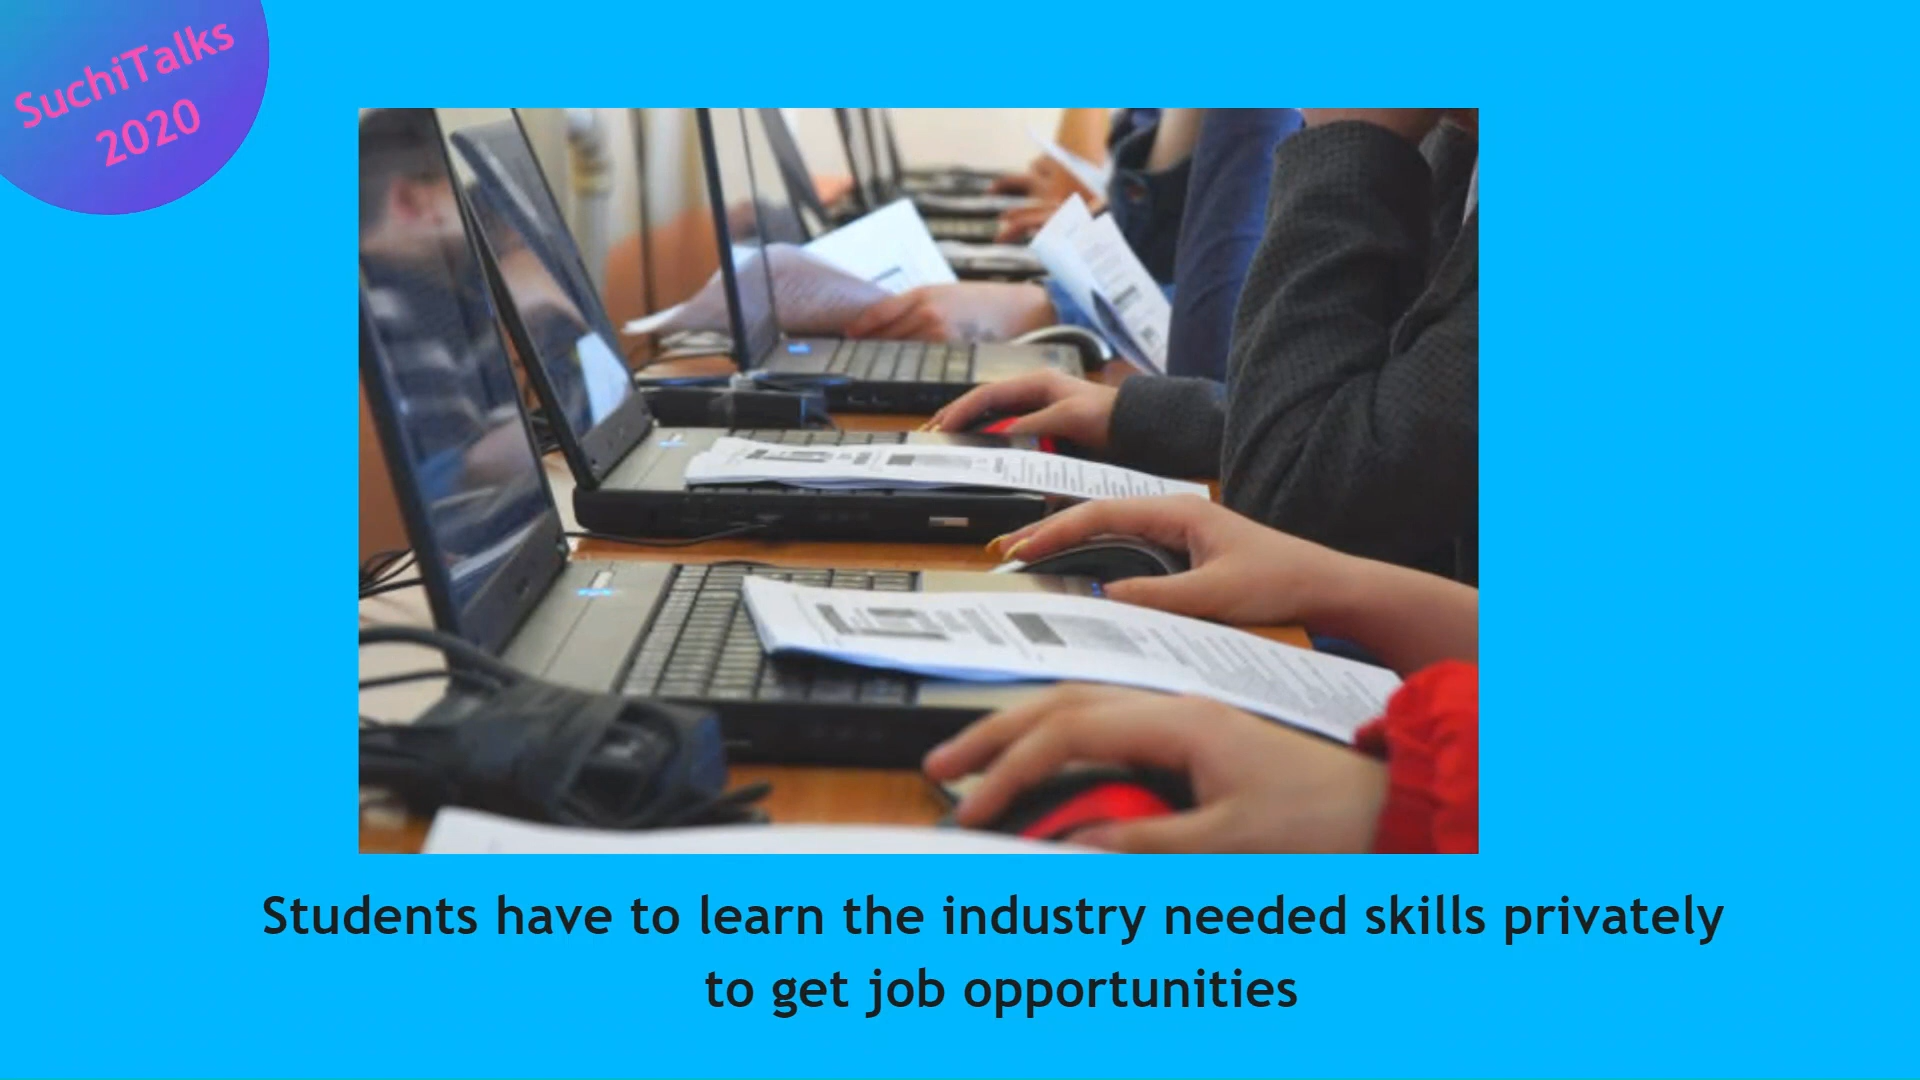 SuchiTalks
2020
Students have to learn the industry needed skills privately
to get job opportunities